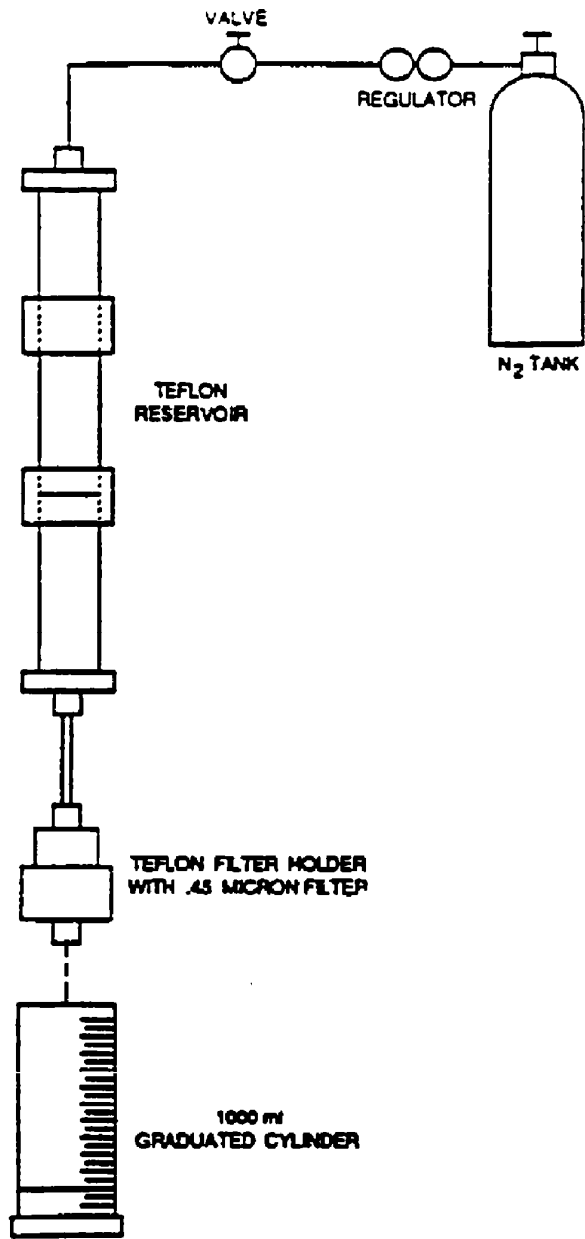 VALVE
REGULATOR
N2 TANK
TEFLON
RESERVOIR
TEFLON FILTER HOLDER
WITH .45 MICRON FILTER
1000 ml
GRADUATED CYLINDER